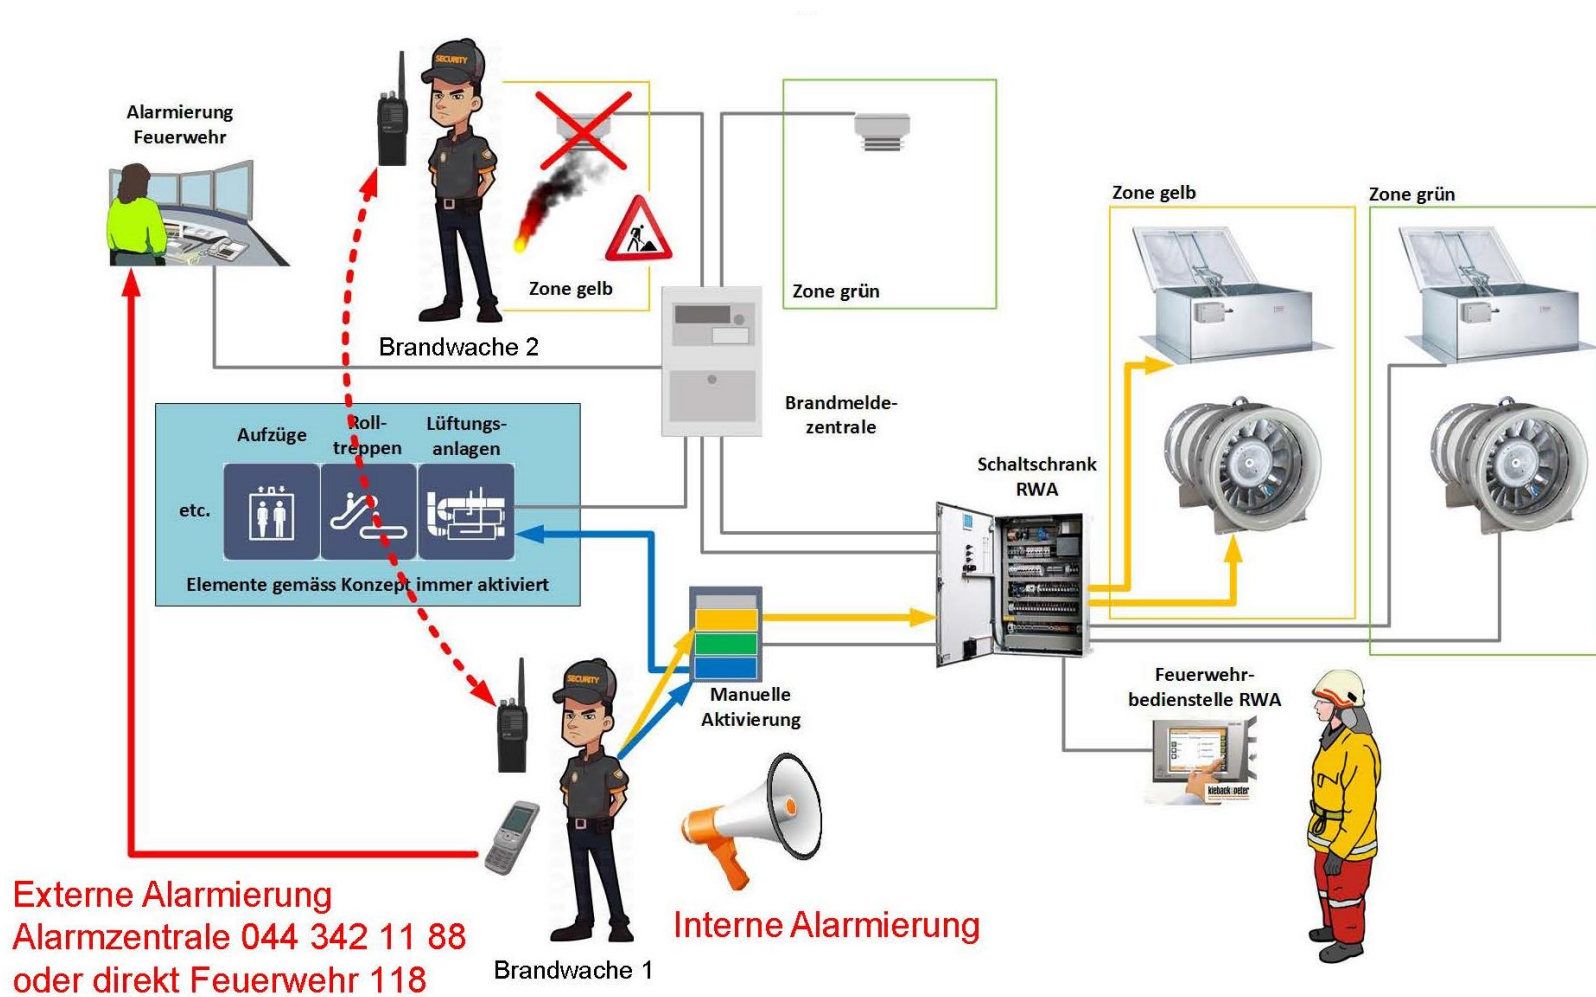 SECURITY
Alarmierung
Feuerwehr
Zone gelb
Zone grün
Zone gelb
Zone grün
Brandwache 2
Brandmelde-
zentrale
Aufzüge
Roll-
treppen
Lüftungs-
anlagen
etc.
Elemente gemäss Konzept immer aktiviert
Schaltschrank
RWA
SECURITY
Manuelle
Aktivierung
Feuerwehr-
bedienstelle RWA
kieback peter
Externe Alarmierung
Alarmzentrale 044 342 11 88
oder direkt Feuerwehr 118
Interne Alarmierung
Brandwache 1